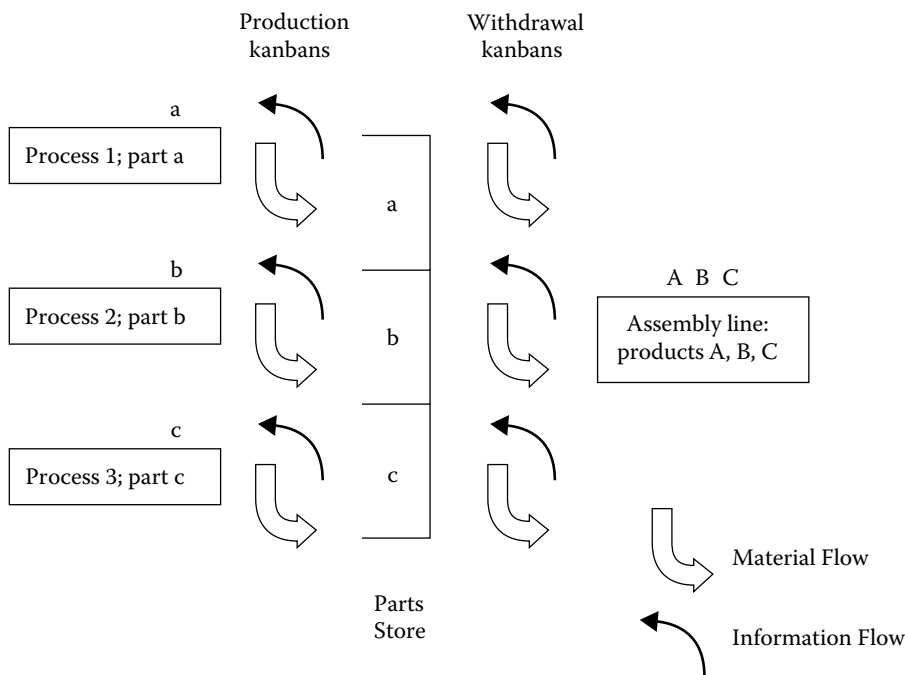 Production
kanbans
Withdrawal
kanbans
a
Process 1; part a
a
b
Process 2; part b
b
A B C
Assembly line:
products A, B, C
c
Process 3; part c
c
Parts
Store
Material Flow
Information Flow